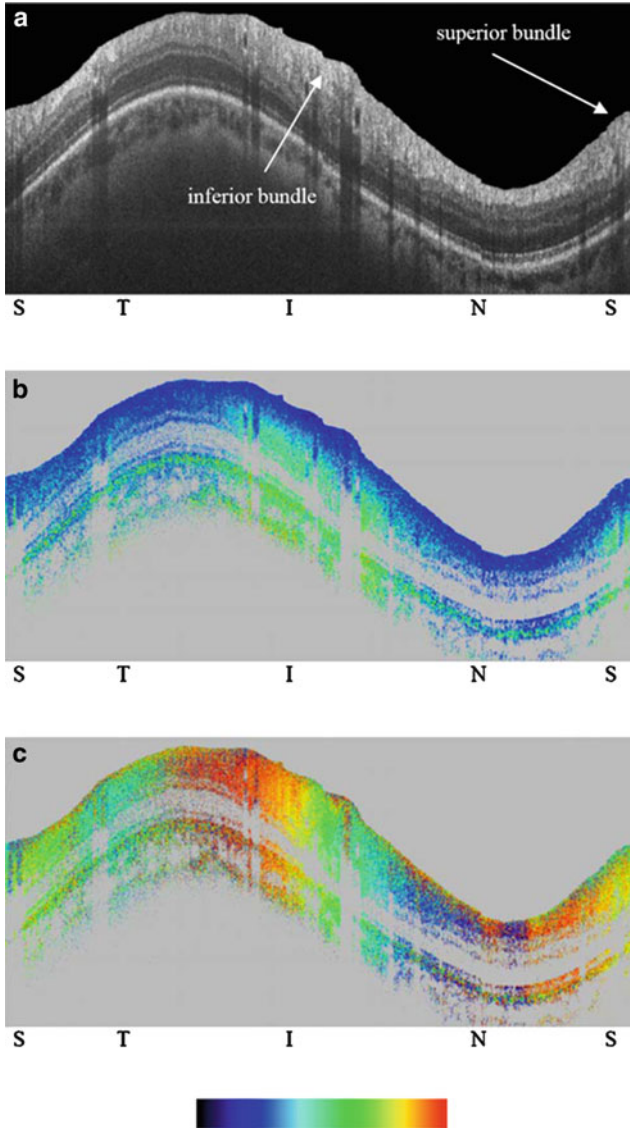 a
superior bundle
inferior bundle
S T I N S
b
S T I N S
c
S T I N S